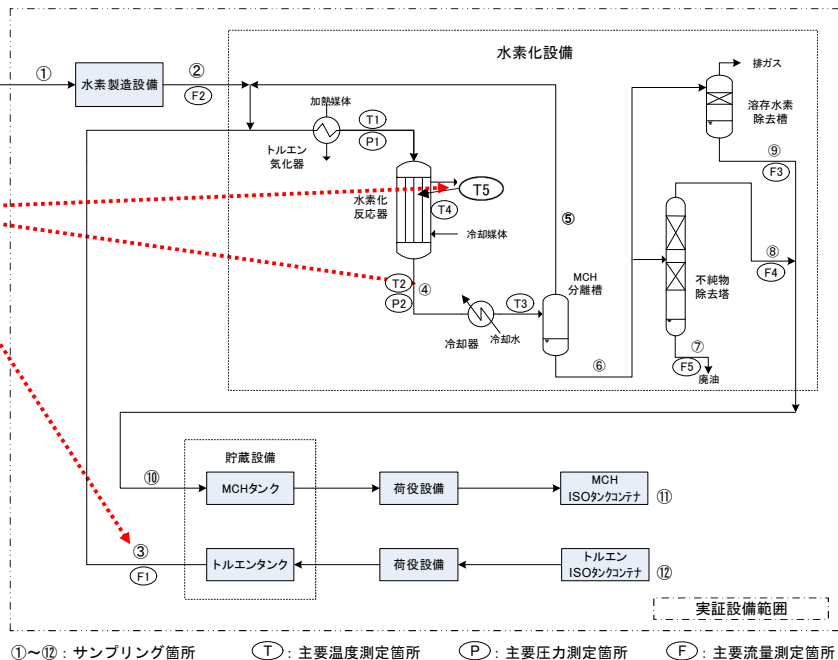 水素化設備
①
水素製造設備
②
F2
加熱媒体
トルエン
気化器
T1
P1
水素化
反応器
T5
T4
冷却媒体
T2
P2
④
冷却器
冷却水
T3
⑤
MCH
分離槽
⑥
排ガス
溶存水素
除去槽
⑨
F3
⑧
F4
不純物
除去塔
⑦
F5
廃油
貯蔵設備
⑩
MCHタンク
荷役設備
MCH
ISOタンクコンテナ
⑪
③
F1
トルエンタンク
荷役設備
トルエン
ISOタンクコンテナ
⑫
実証設備範囲
①～⑫：サンプリング箇所
T：主要温度測定箇所
P：主要圧力測定箇所
F：主要流量測定箇所